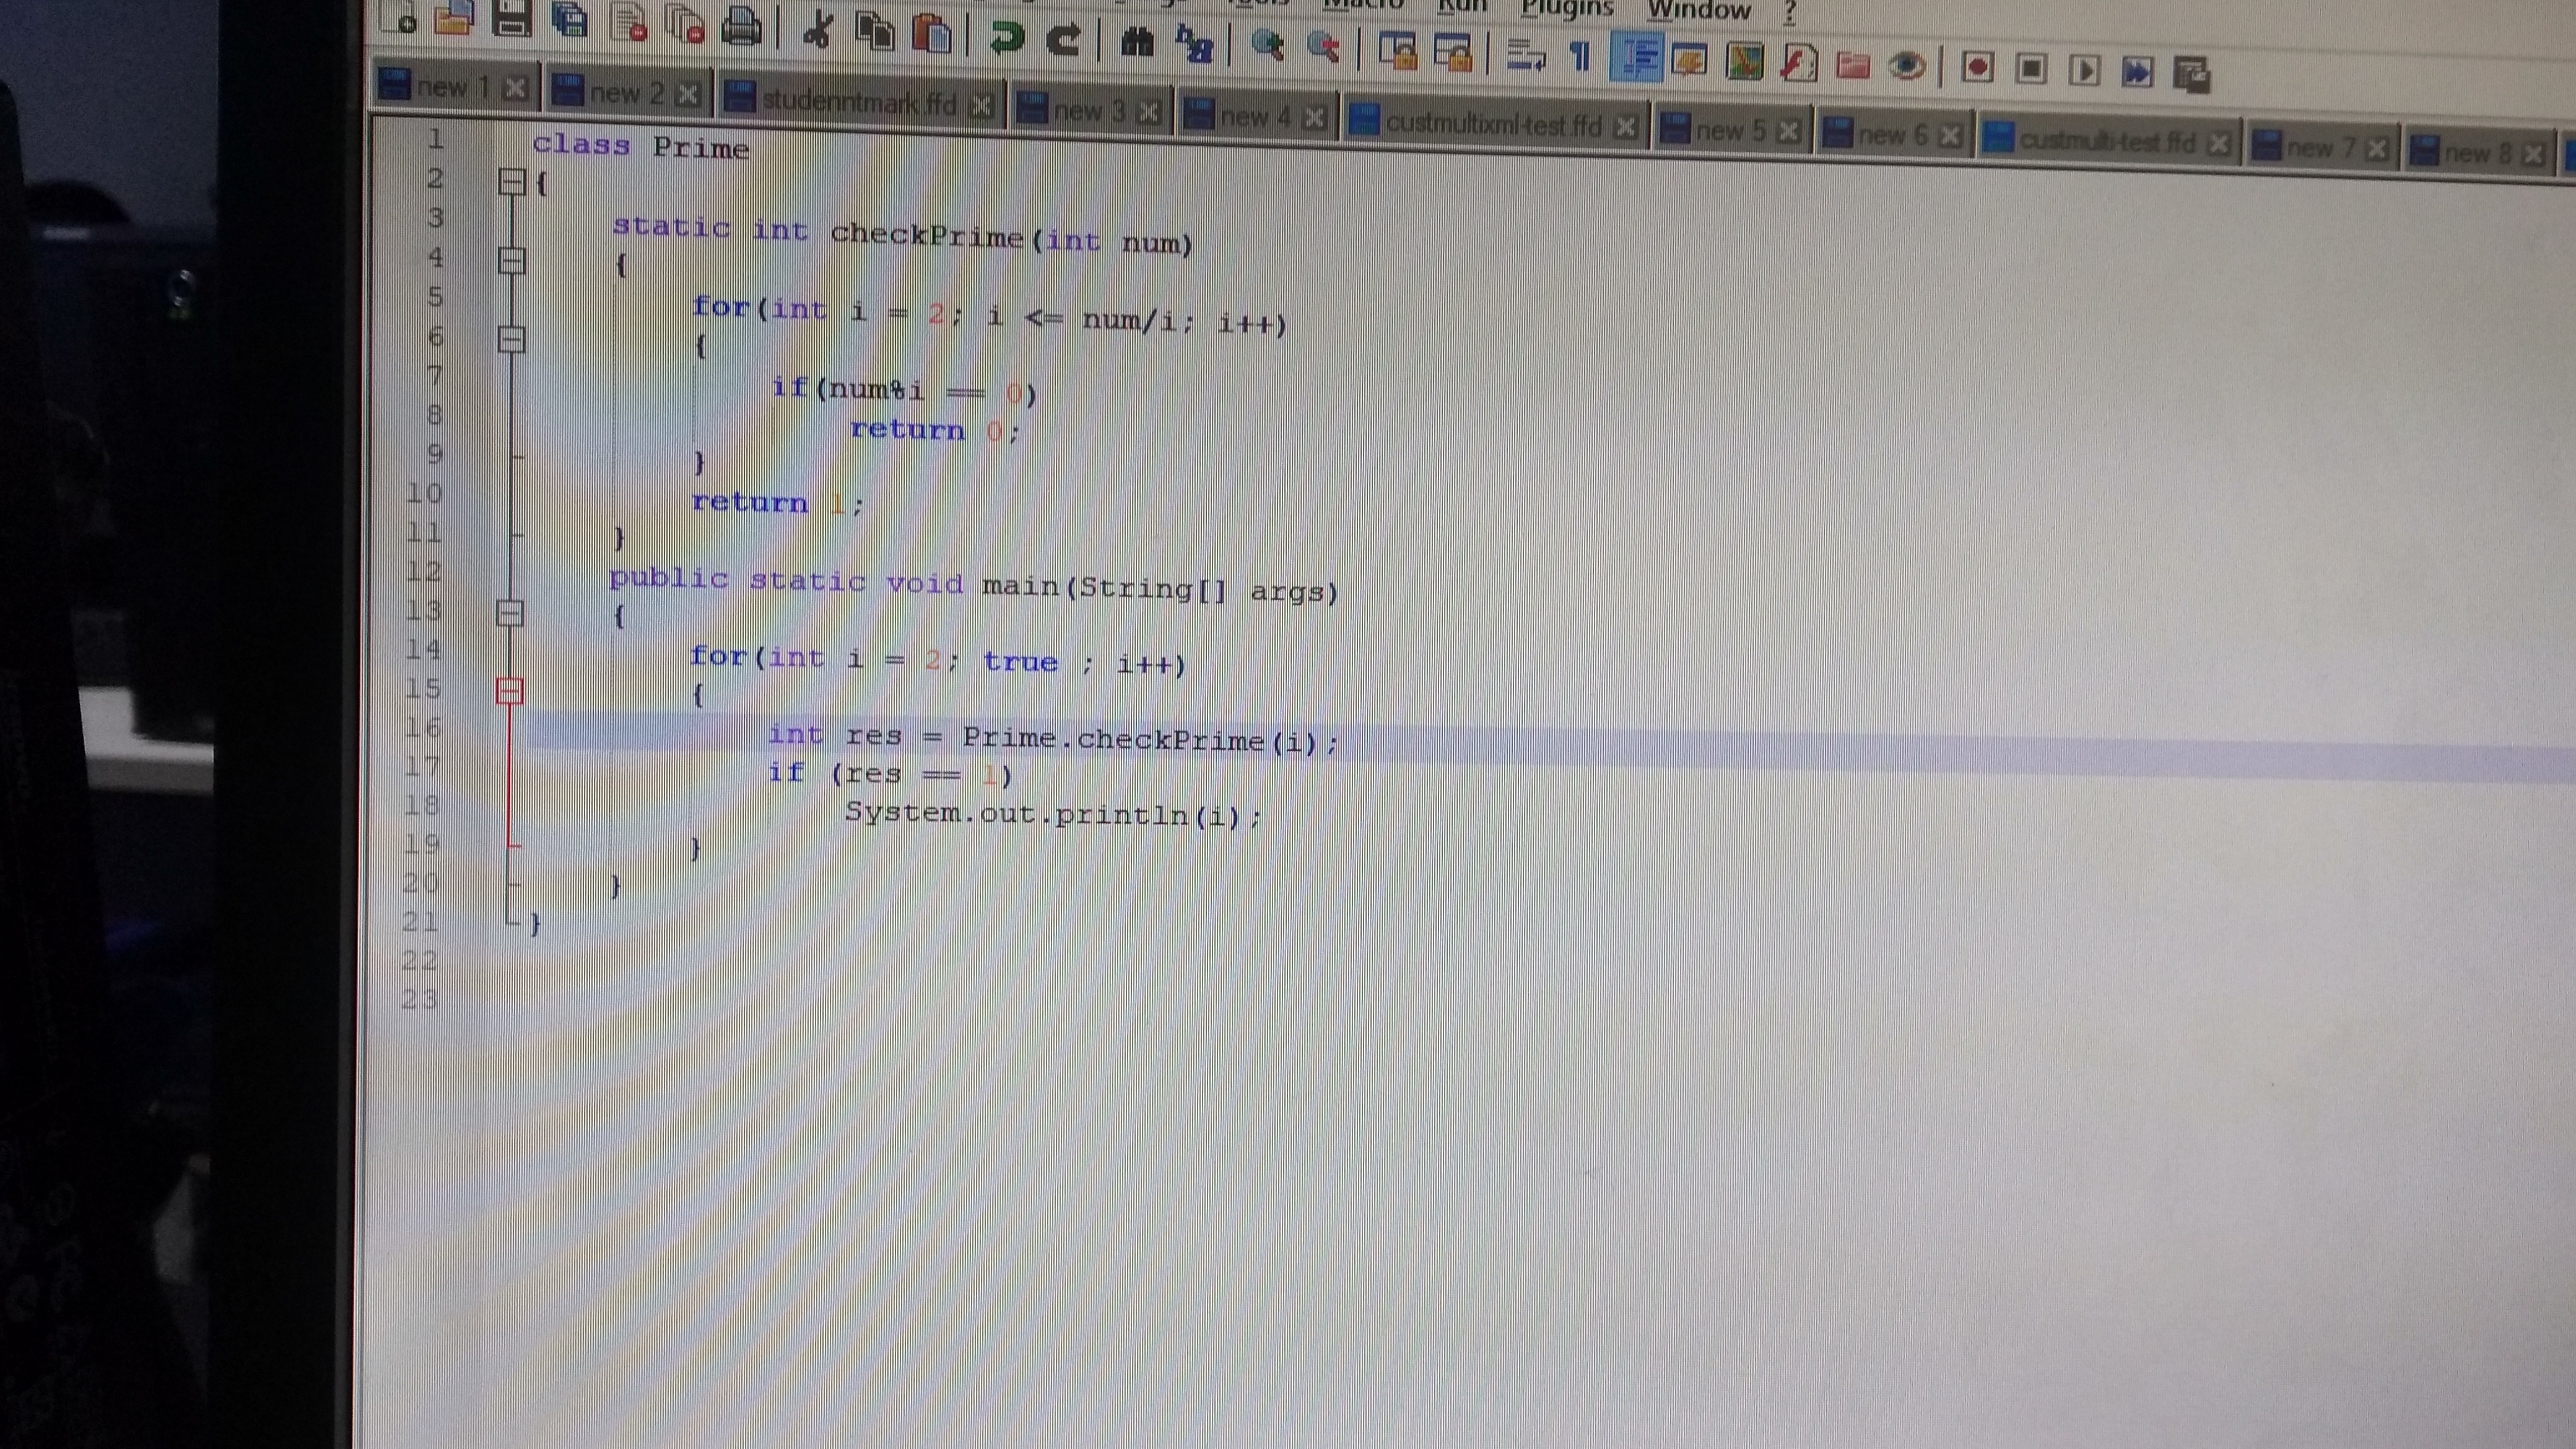 Run Plugins Window ?
new 1 new 2 studenntmark.ffd new 3 new 4 custmultixml-test.ffd new 5 new 6 custmulti-test.ffd new 7 new 8
1 class Prime
2 {
3 static int checkPrime(int num)
4 {
5 for(int i = 2; i <= num/i; i++)
6 {
7 if(num%i == 0)
8 return 0;
9 }
10 return 1;
11 }
12 public static void main(String[] args)
13 {
14 for(int i = 2; true ; i++)
15 {
16 int res = Prime.checkPrime(i);
17 if (res == 1)
18 System.out.println(i);
19 }
20 }
21 }
22
23